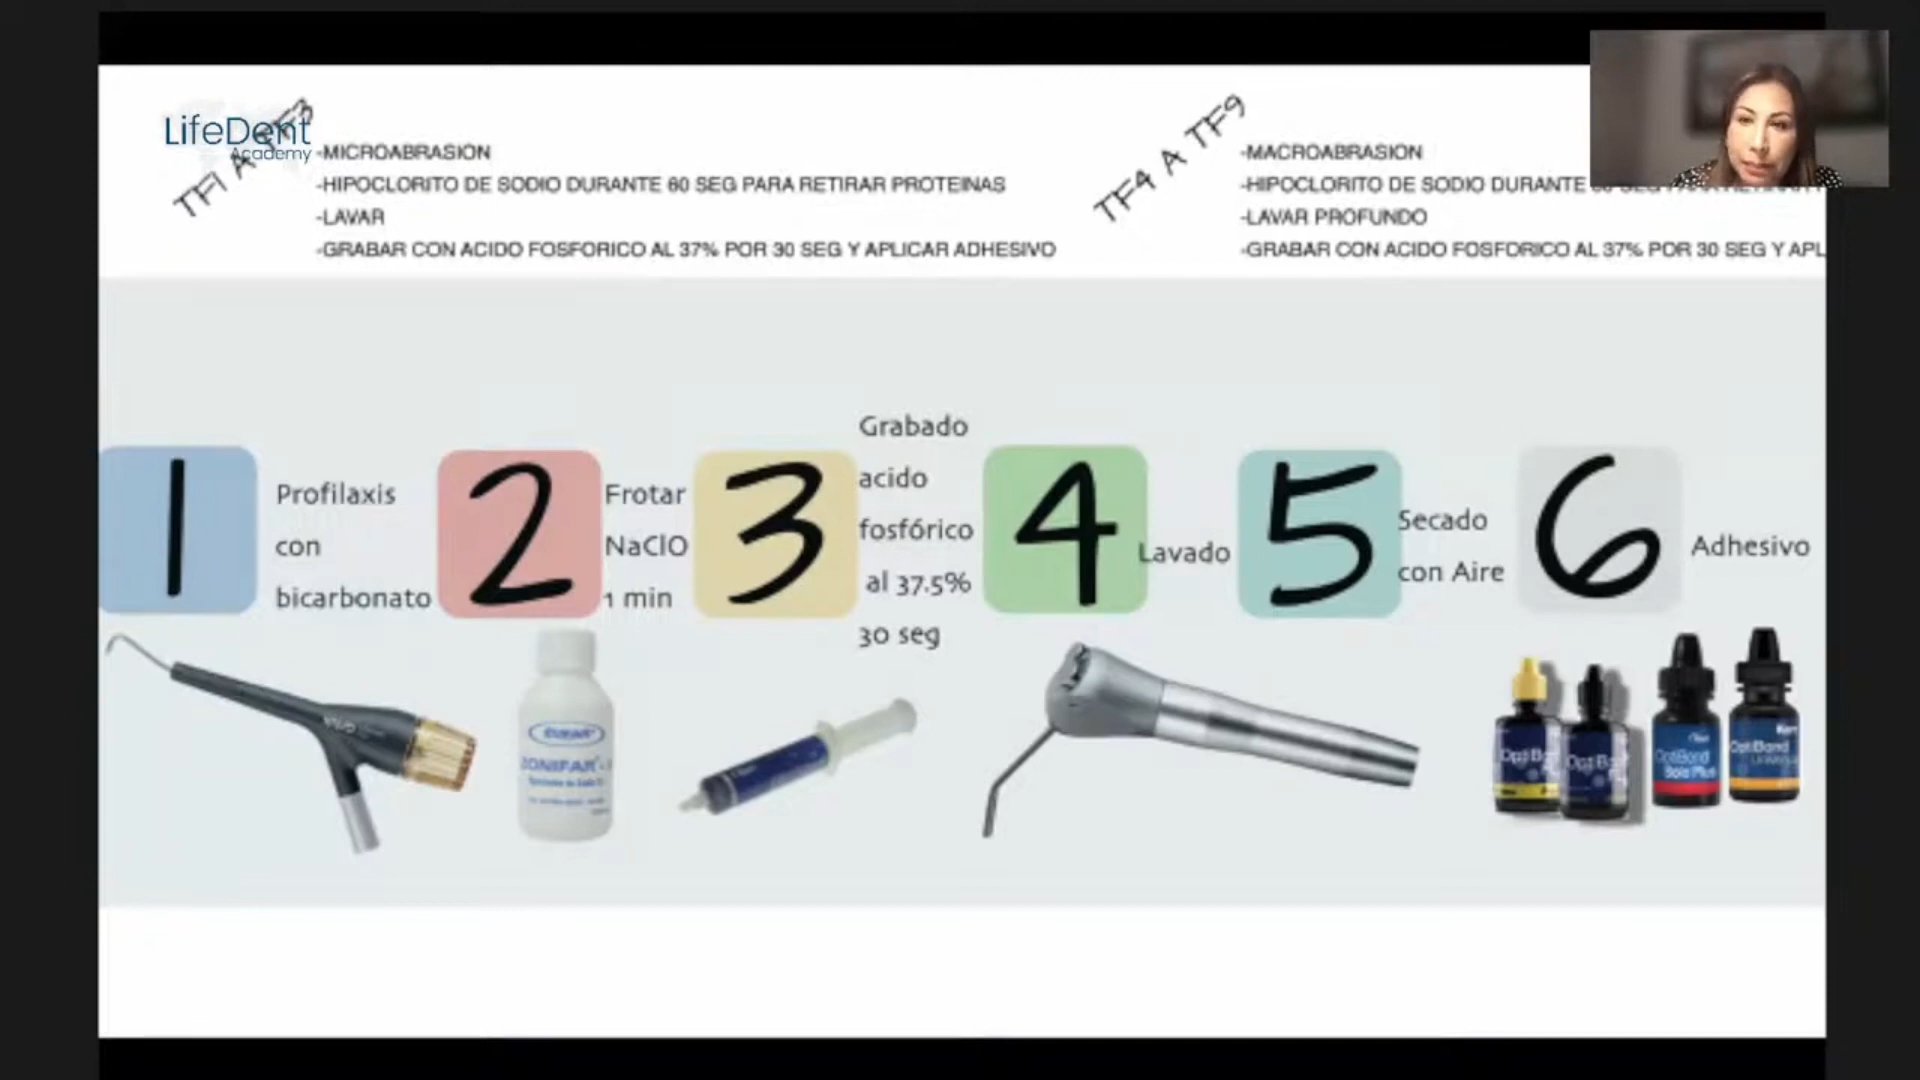 LifeDent
Academy
TF1 A TF3
-MICROABRASION
-HIPOCLORITO DE SODIO DURANTE 60 SEG PARA RETIRAR PROTEINAS
-LAVAR
-GRABAR CON ACIDO FOSFORICO AL 37% POR 30 SEG Y APLICAR ADHESIVO
TF4 A TF9
-MACROABRASION
-HIPOCLORITO DE SODIO DURANTE
-LAVAR PROFUNDO
-GRABAR CON ACIDO FOSFORICO AL 37% POR 30 SEG Y APL
1
Profilaxis
con
bicarbonato
2
Frotar
NaClO
1 min
3
Grabado
acido
fosfórico
al 37.5%
30 seg
4
Lavado
5
Secado
con Aire
6
Adhesivo
OptiBond
Solo Plus
Kerr
OptiBond